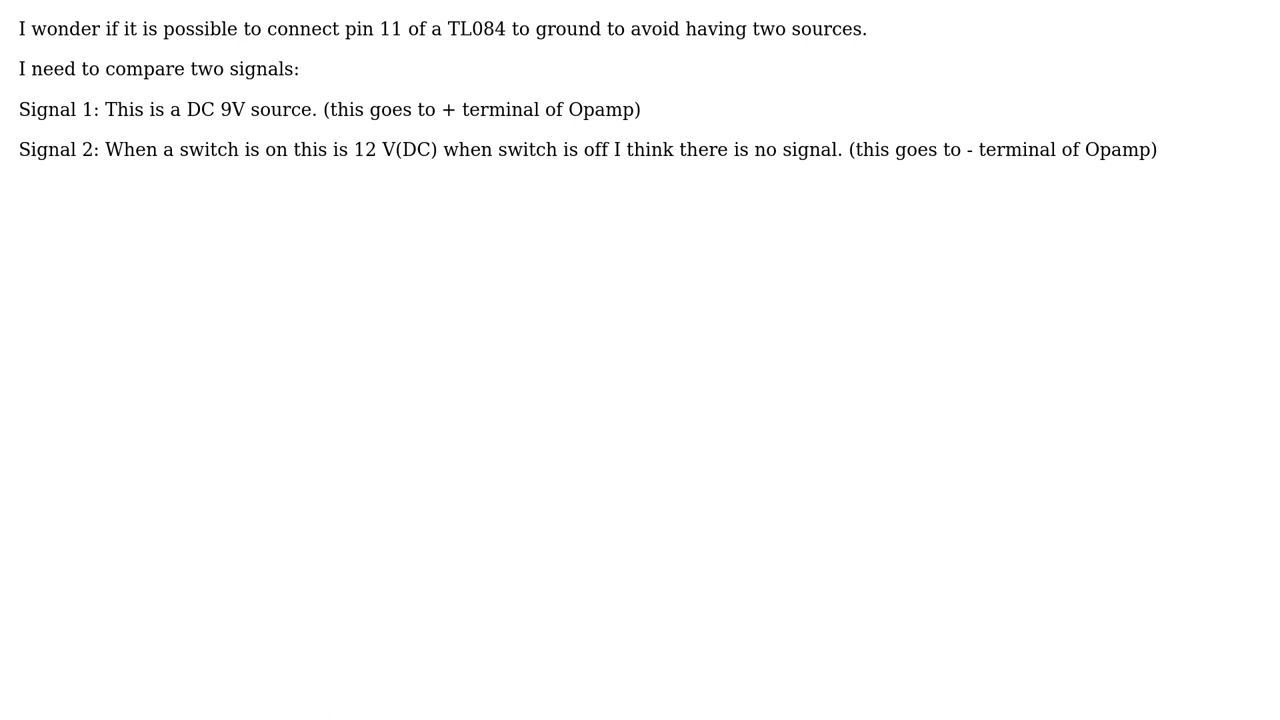 I wonder if it is possible to connect pin 11 of a TL084 to ground to avoid having two sources.
I need to compare two signals:
Signal 1: This is a DC 9V source. (this goes to + terminal of Opamp)
Signal 2: When a switch is on this is 12 V(DC) when switch is off I think there is no signal. (this goes to - terminal of Opamp)